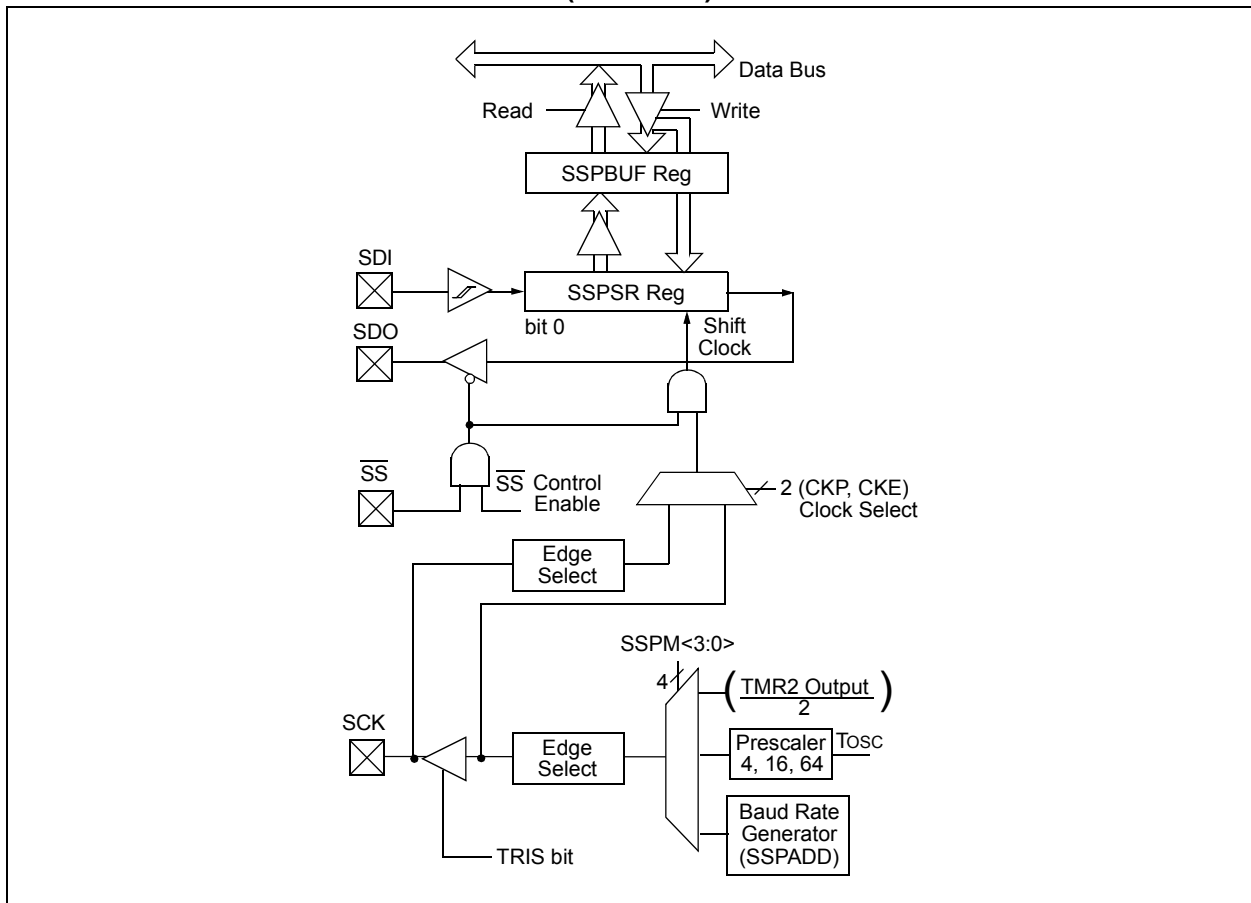 Data Bus
Read
Write
SSPBUF Reg
SDI
SSPSR Reg
bit 0
Shift
Clock
SDO
SS
SS Control
Enable
2 (CKP, CKE)
Clock Select
Edge
Select
SSPM<3:0>
4
(TMR2 Output)
2
SCK
Edge
Select
Prescaler
4, 16, 64
TOSC
Baud Rate
Generator
(SSPADD)
TRIS bit